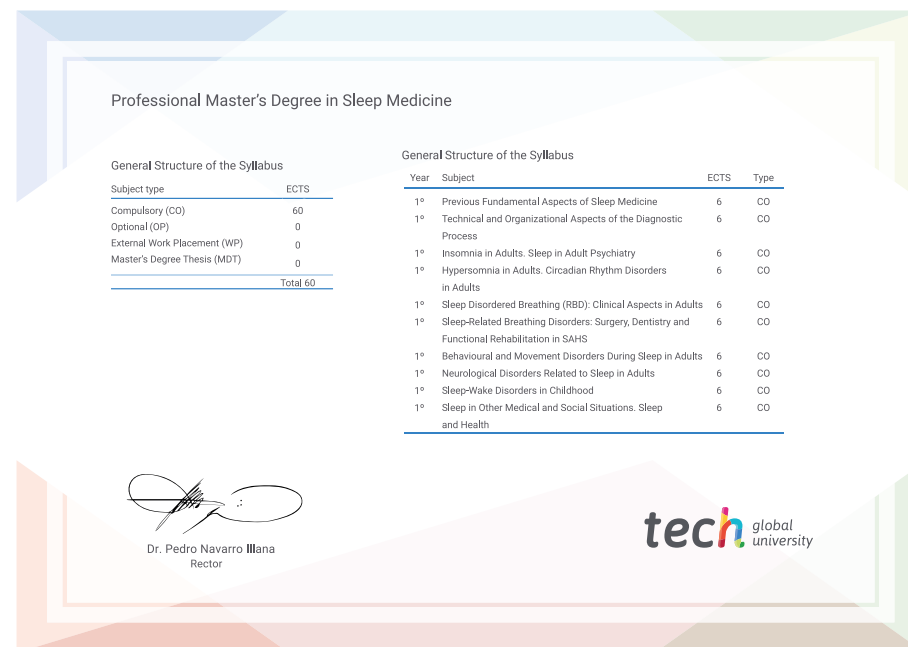 Professional Master's Degree in Sleep Medicine
General Structure of the Syllabus
Subject type ECTS
Compulsory (CO) 60
Optional (OP) 0
External Work Placement (WP) 0
Master's Degree Thesis (MDT) 0
Total 60
General Structure of the Syllabus
Year Subject ECTS Type
1º Previous Fundamental Aspects of Sleep Medicine 6 CO
1º Technical and Organizational Aspects of the Diagnostic 6 CO
Process
1º Insomnia in Adults. Sleep in Adult Psychiatry 6 CO
1º Hypersomnia in Adults. Circadian Rhythm Disorders 6 CO
in Adults
1º Sleep Disordered Breathing (RBD): Clinical Aspects in Adults 6 CO
1º Sleep-Related Breathing Disorders: Surgery, Dentistry and 6 CO
Functional Rehabilitation in SAHS
1º Behavioural and Movement Disorders During Sleep in Adults 6 CO
1º Neurological Disorders Related to Sleep in Adults 6 CO
1º Sleep-Wake Disorders in Childhood 6 CO
1º Sleep in Other Medical and Social Situations. Sleep 6 CO
and Health
Dr. Pedro Navarro Illana
Rector
tech global
university